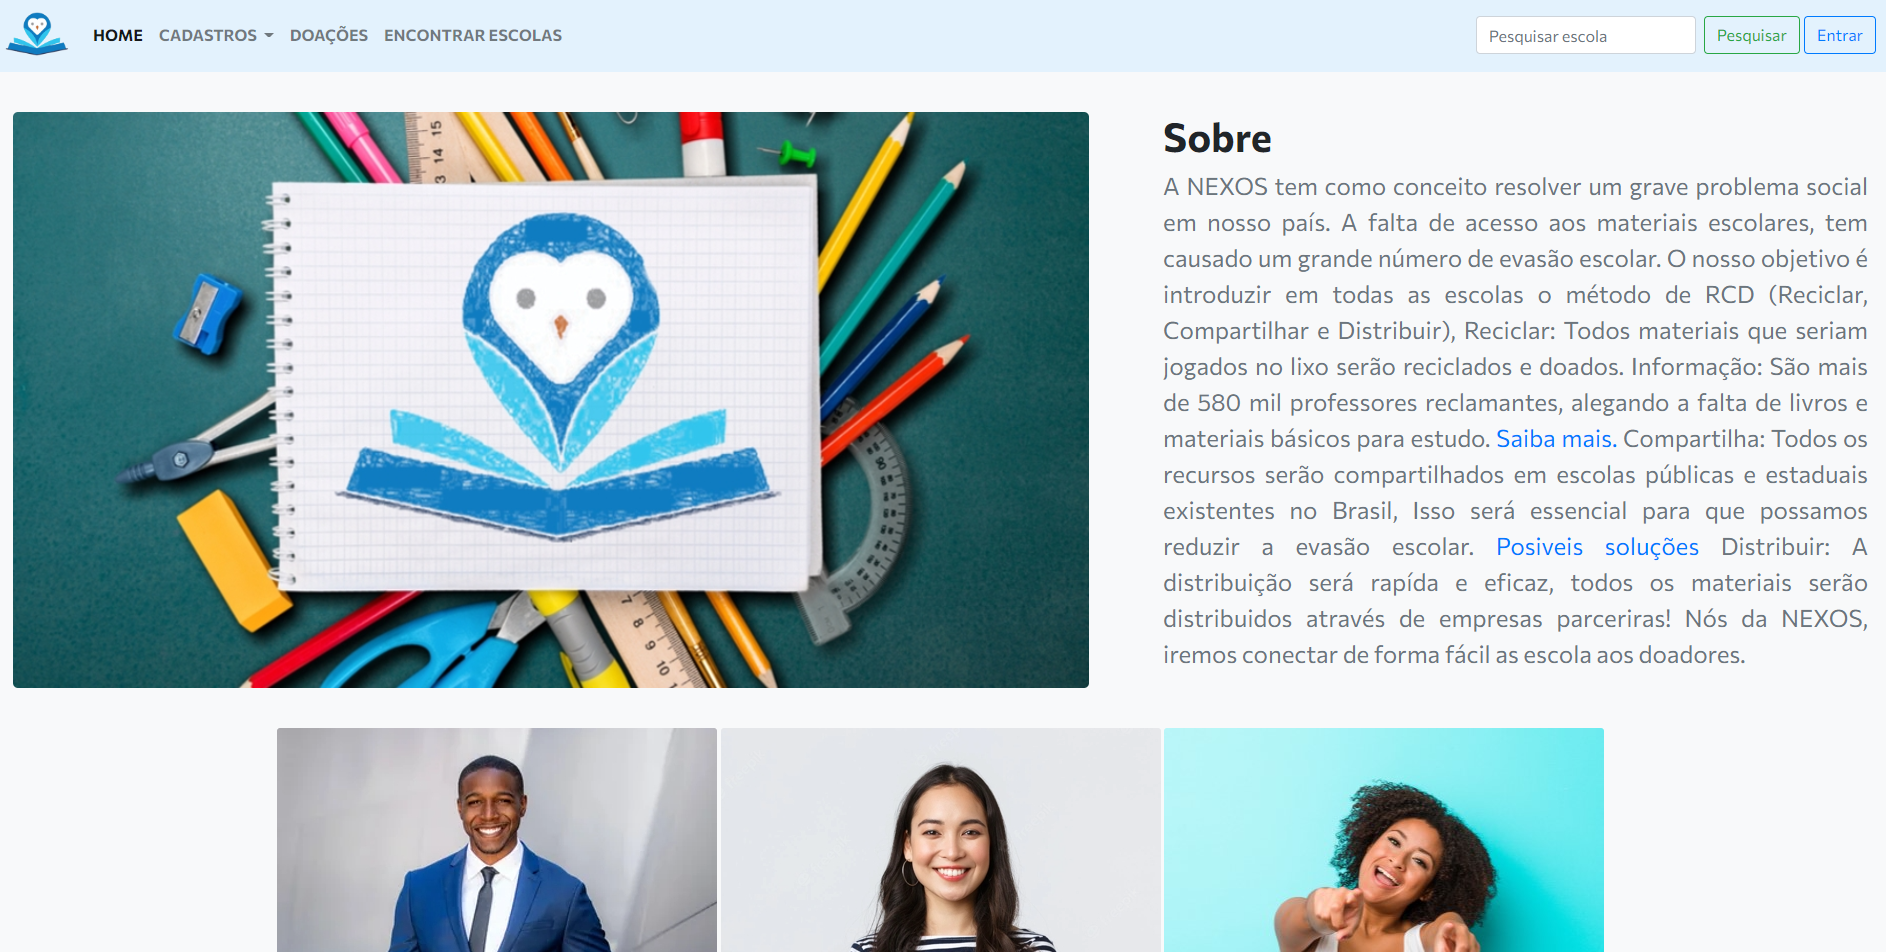 HOME CADASTROS DOAÇÕES ENCONTRAR ESCOLAS Pesquisar escola Pesquisar Entrar
Sobre
A NEXOS tem como conceito resolver um grave problema social
em nosso país. A falta de acesso aos materiais escolares, tem
causado um grande número de evasão escolar. O nosso objetivo é
introduzir em todas as escolas o método de RCD (Reciclar,
Compartilhar e Distribuir), Reciclar: Todos materiais que seriam
jogados no lixo serão reciclados e doados. Informação: São mais
de 580 mil professores reclamantes, alegando a falta de livros e
materiais básicos para estudo. Saiba mais. Compartilha: Todos os
recursos serão compartilhados em escolas públicas e estaduais
existentes no Brasil, Isso será essencial para que possamos
reduzir a evasão escolar. Posiveis soluções Distribuir: A
distribuição será rapída e eficaz, todos os materiais serão
distribuidos através de empresas parceriras! Nós da NEXOS,
iremos conectar de forma fácil as escola aos doadores.
15
14
7
8
9
10